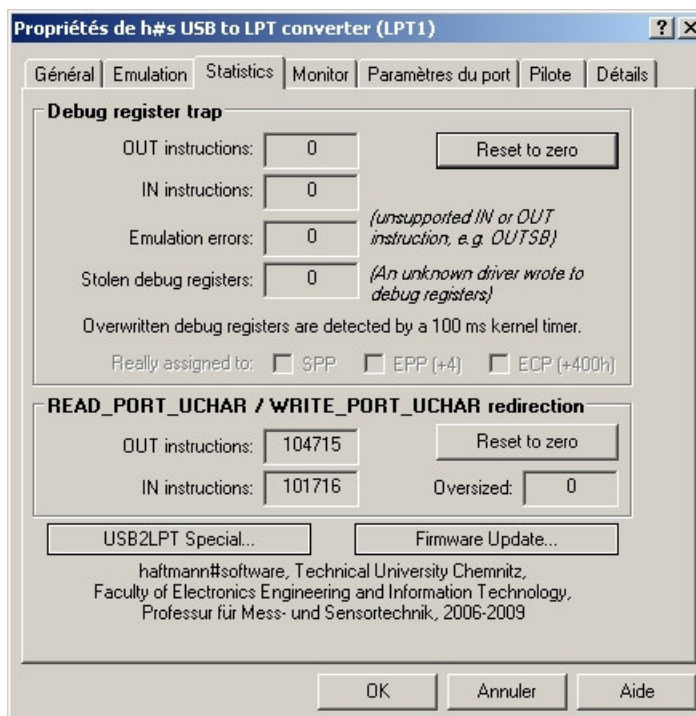 Propriétés de h#s USB to LPT converter (LPT1)
Général Emulation Statistics Monitor Paramètres du port Pilote Détails
Debug register trap
OUT instructions: 0 Reset to zero
IN instructions: 0
Emulation errors: 0 (unsupported IN or OUT
instruction, e.g. OUTSB)
Stolen debug registers: 0 (An unknown driver wrote to
debug registers)
Overwritten debug registers are detected by a 100 ms kernel timer.
Really assigned to: SPP EPP (+4) ECP (+400h)
READ_PORT_UCHAR / WRITE_PORT_UCHAR redirection
OUT instructions: 104715 Reset to zero
IN instructions: 101716 Oversized: 0
USB2LPT Special... Firmware Update...
haftmann#software, Technical University Chemnitz,
Faculty of Electronics Engineering and Information Technology,
Professur für Mess- und Sensortechnik, 2006-2009
OK Annuler Aide